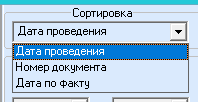 Сортировка
Дата проведения
Дата проведения
Номер документа
Дата по факту